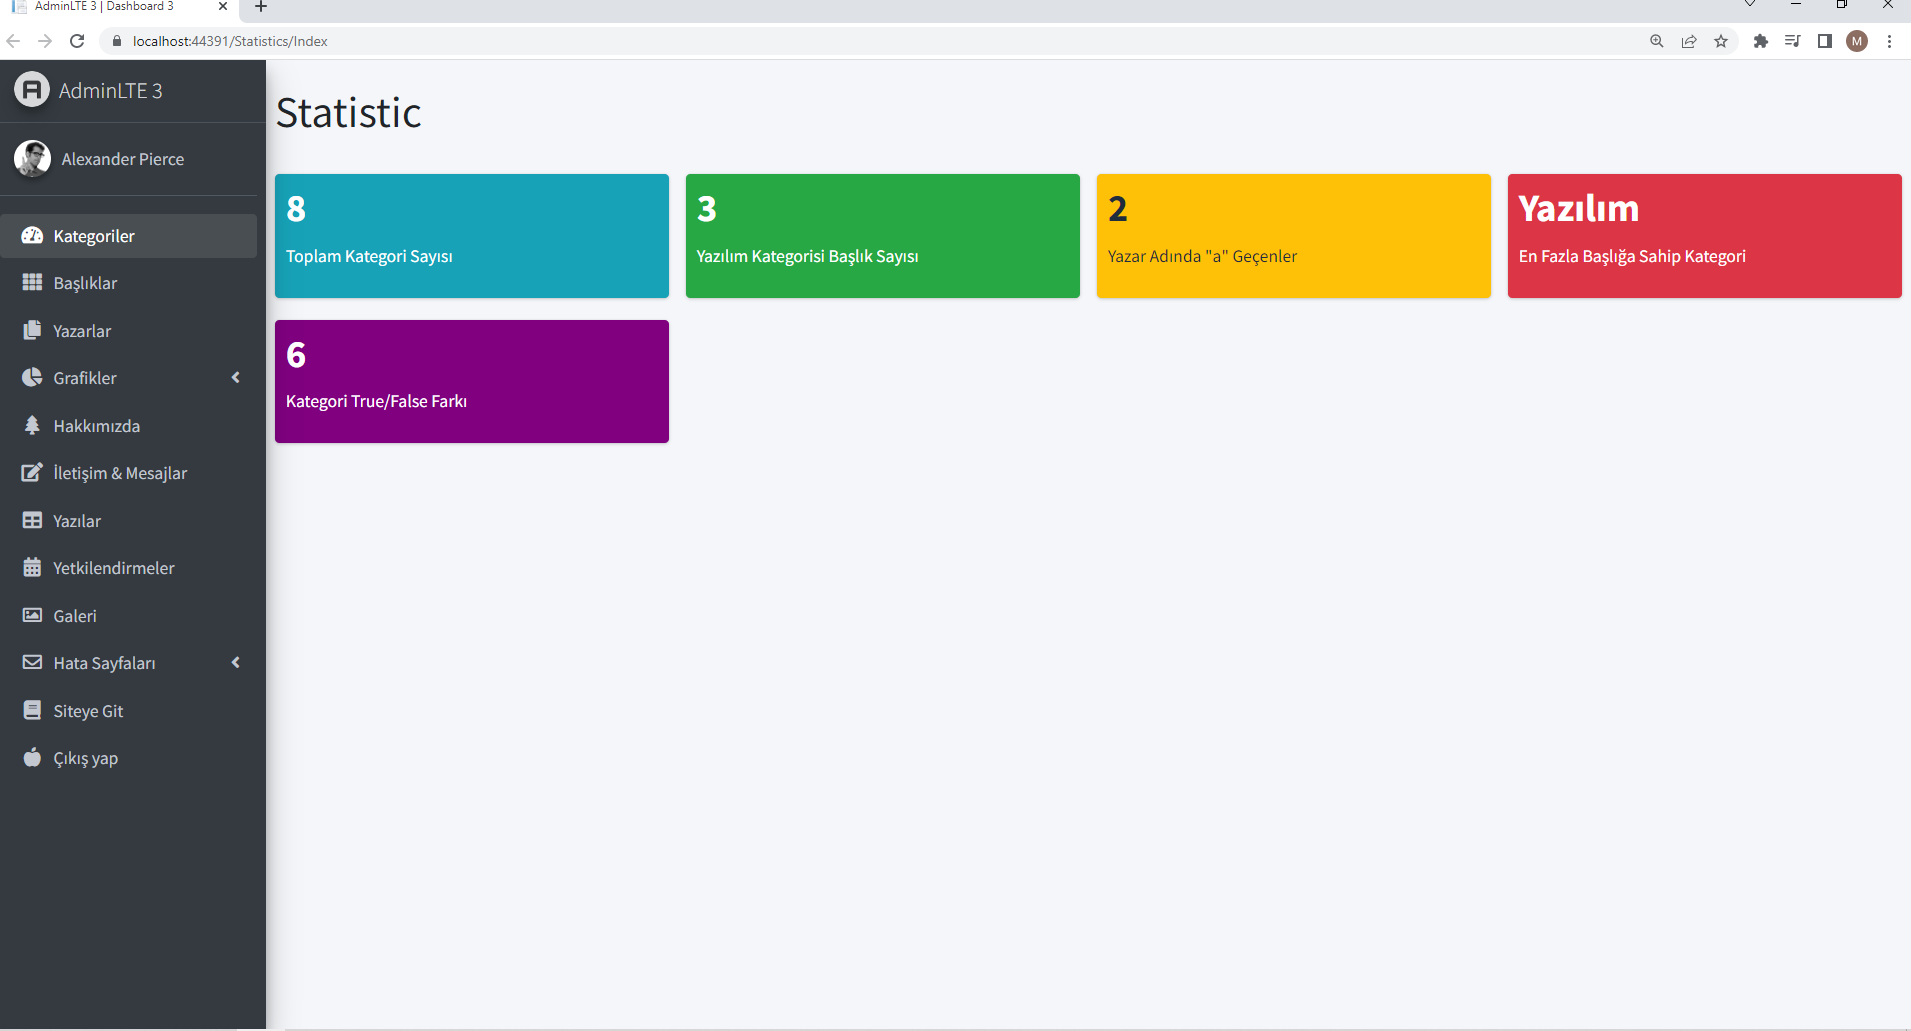 AdminLTE 3 | Dashboard 3
localhost:44391/Statistics/Index
M
AdminLTE 3
Alexander Pierce
Kategoriler
Başlıklar
Yazarlar
Grafikler
Hakkımızda
İletişim & Mesajlar
Yazılar
Yetkilendirmeler
Galeri
Hata Sayfaları
Siteye Git
Çıkış yap
Statistic
8
Toplam Kategori Sayısı
3
Yazılım Kategorisi Başlık Sayısı
2
Yazar Adında "a" Geçenler
Yazılım
En Fazla Başlığa Sahip Kategori
6
Kategori True/False Farkı